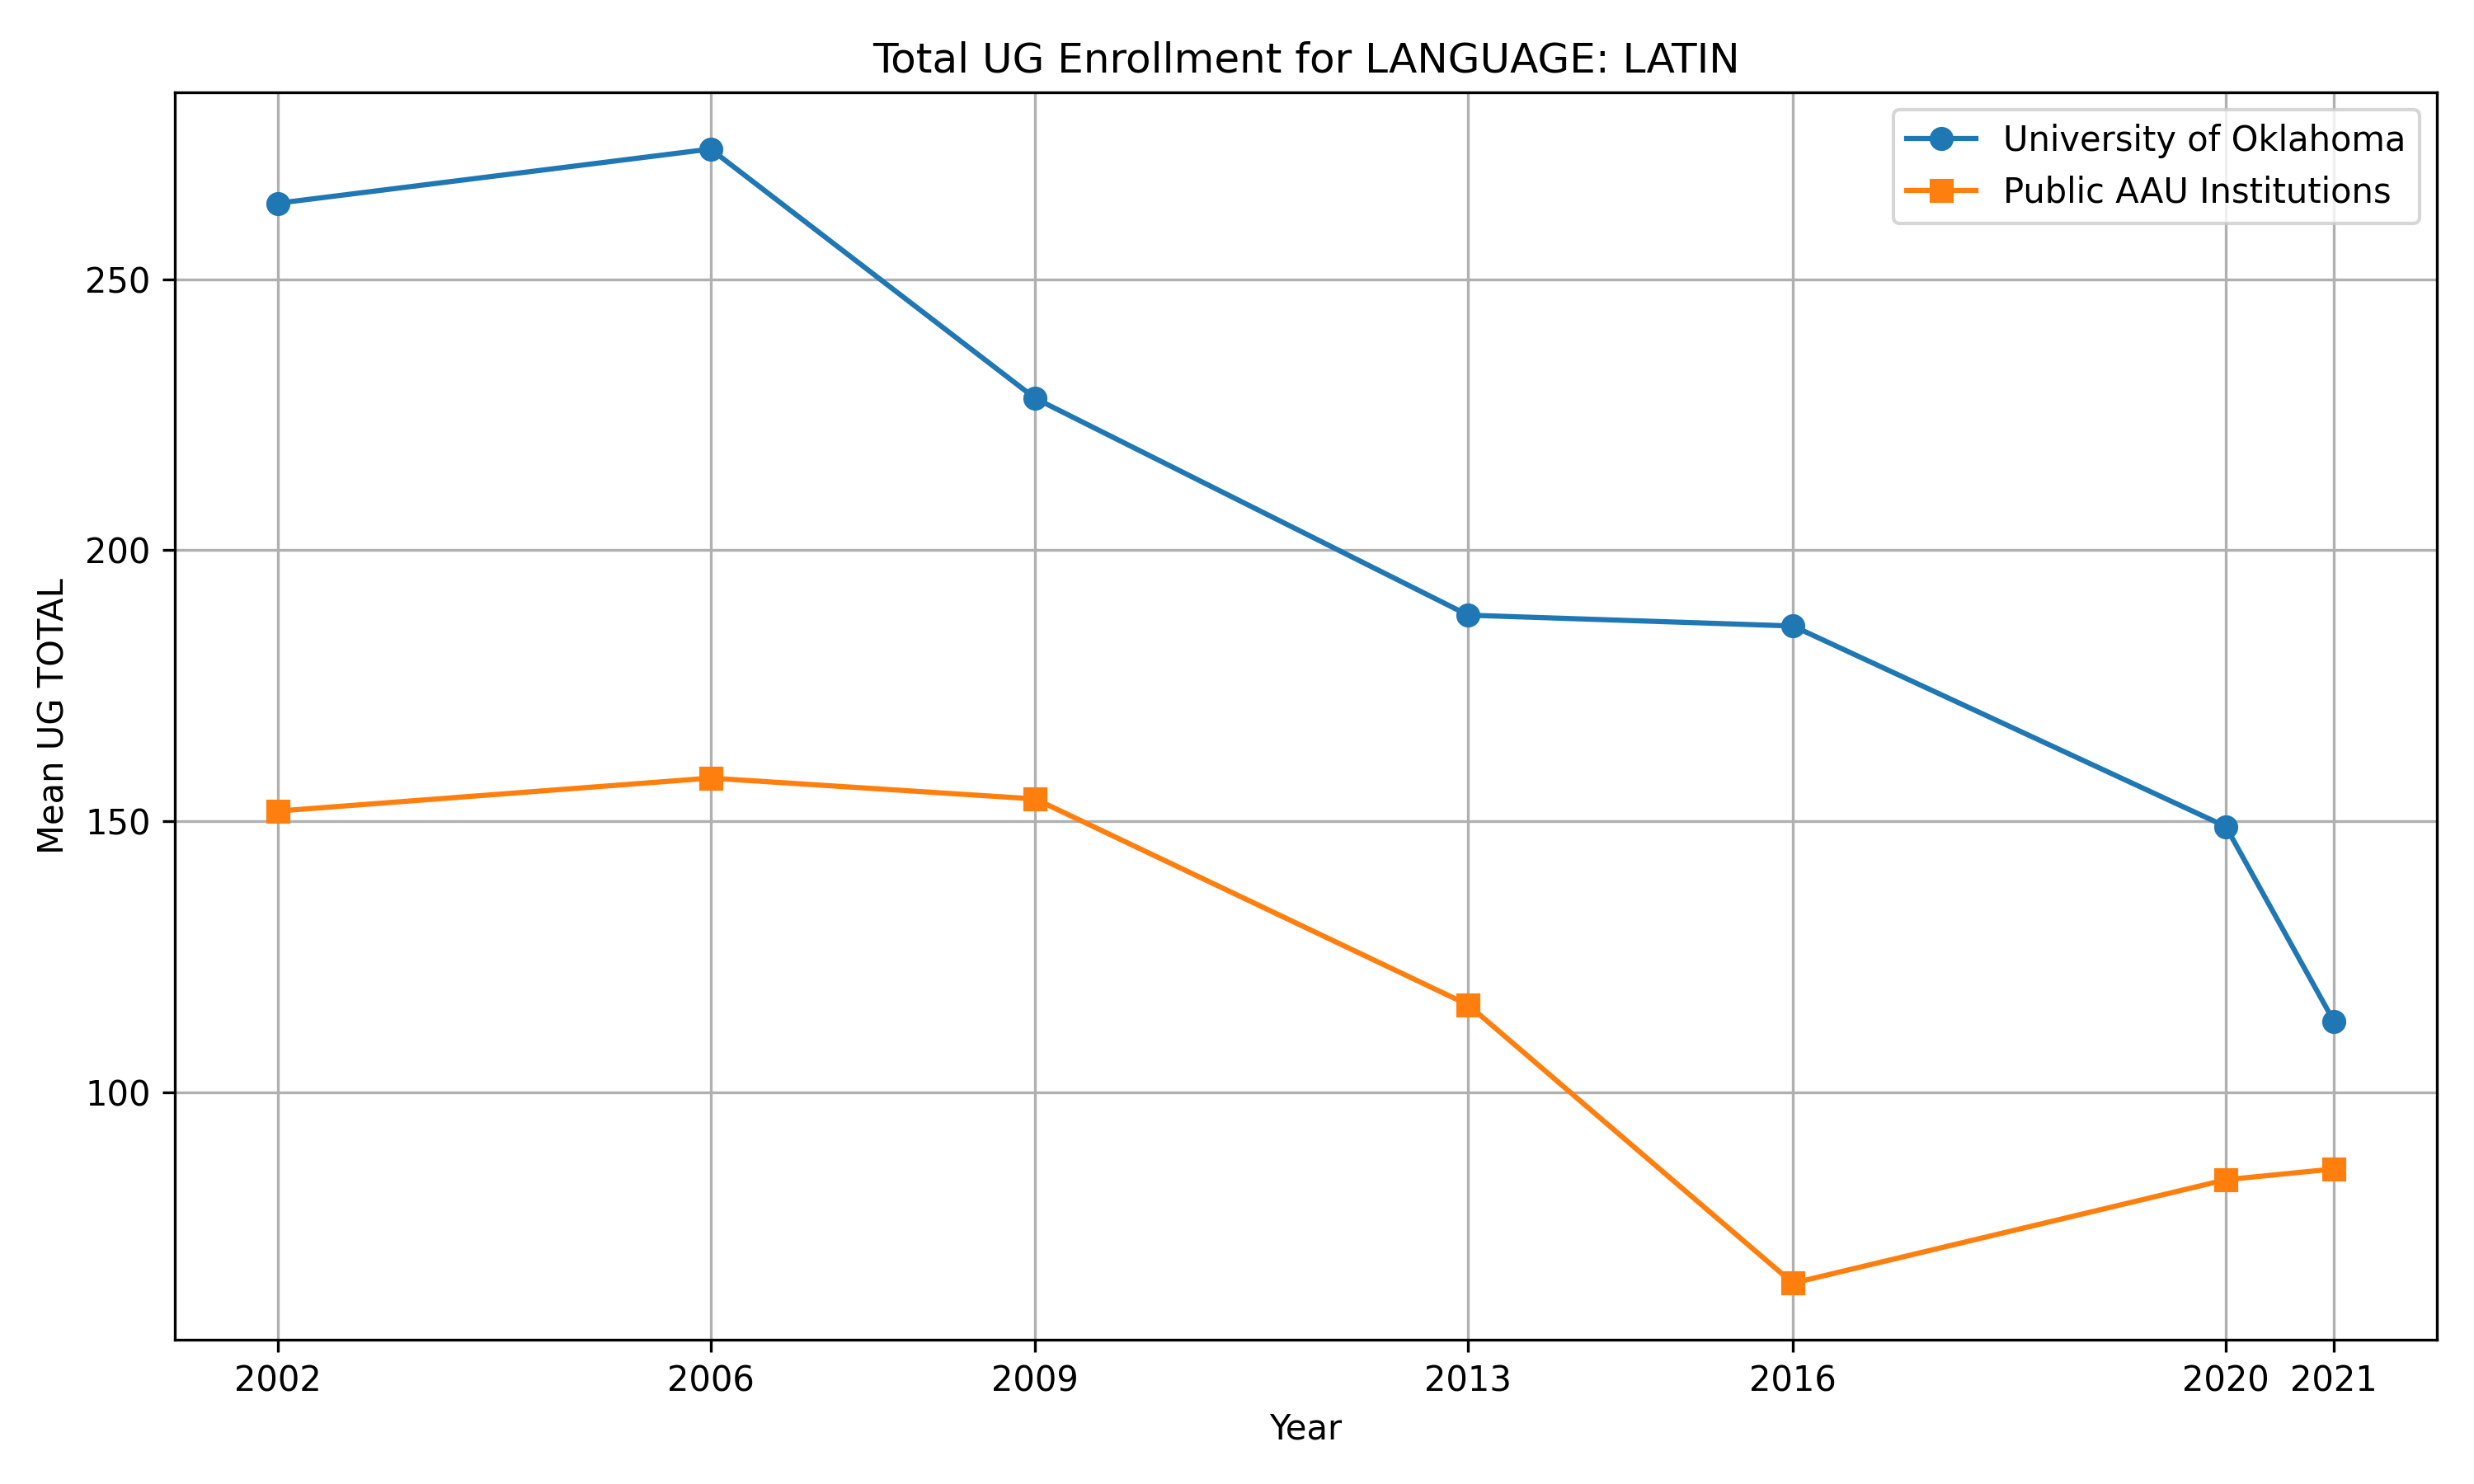 Total UG Enrollment for LANGUAGE: LATIN
University of Oklahoma
Public AAU Institutions
Mean UG TOTAL
250
200
150
100
2002 2006 2009 2013 2016 2020 2021
Year